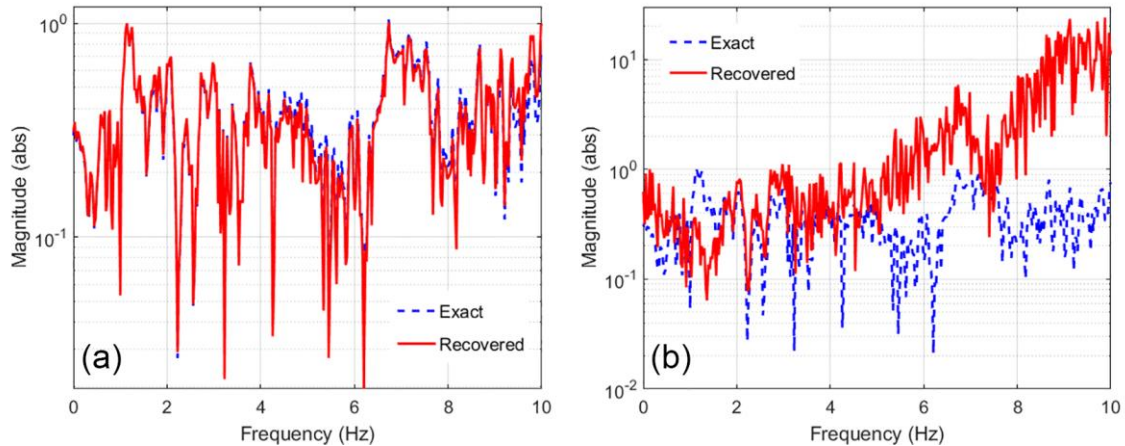 10^0
10^-1
Magnitude (abs)
Exact
Recovered
(a)
0 2 4 6 8 10
Frequency (Hz)
10^1
10^0
10^-1
10^-2
Magnitude (abs)
Exact
Recovered
(b)
0 2 4 6 8 10
Frequency (Hz)